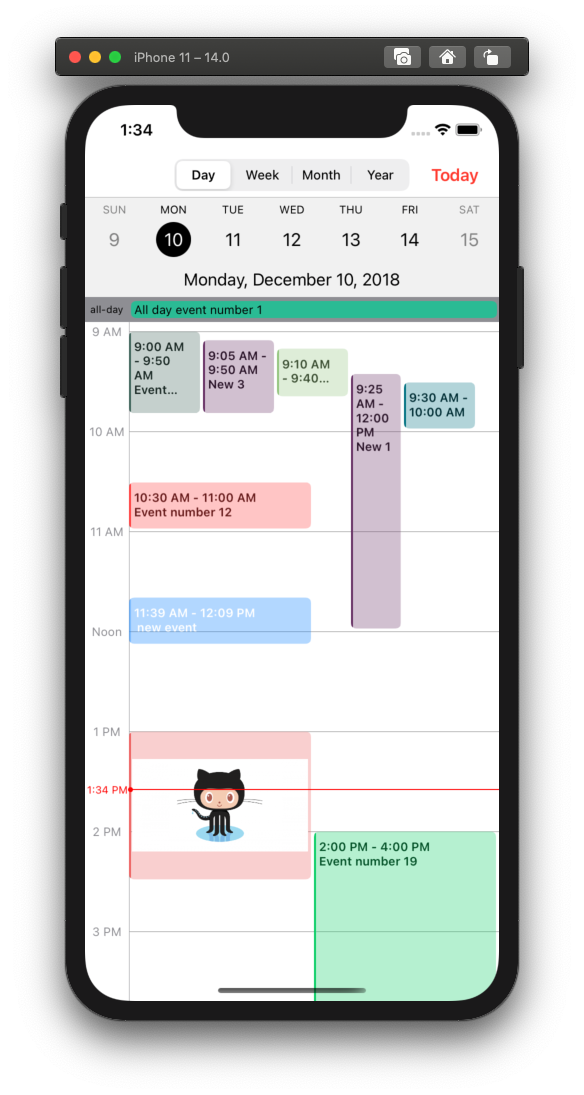 iPhone 11 – 14.0
1:34
Day Week Month Year Today
SUN MON TUE WED THU FRI SAT
9 10 11 12 13 14 15
Monday, December 10, 2018
all-day All day event number 1
9 AM
9:00 AM
- 9:50
AM
Event...
9:05 AM -
9:50 AM
New 3
9:10 AM
- 9:40...
9:25
AM -
12:00
PM
New 1
9:30 AM -
10:00 AM
10 AM
10:30 AM - 11:00 AM
Event number 12
11 AM
11:39 AM - 12:09 PM
new event
Noon
1 PM
1:34 PM
2 PM
2:00 PM - 4:00 PM
Event number 19
3 PM